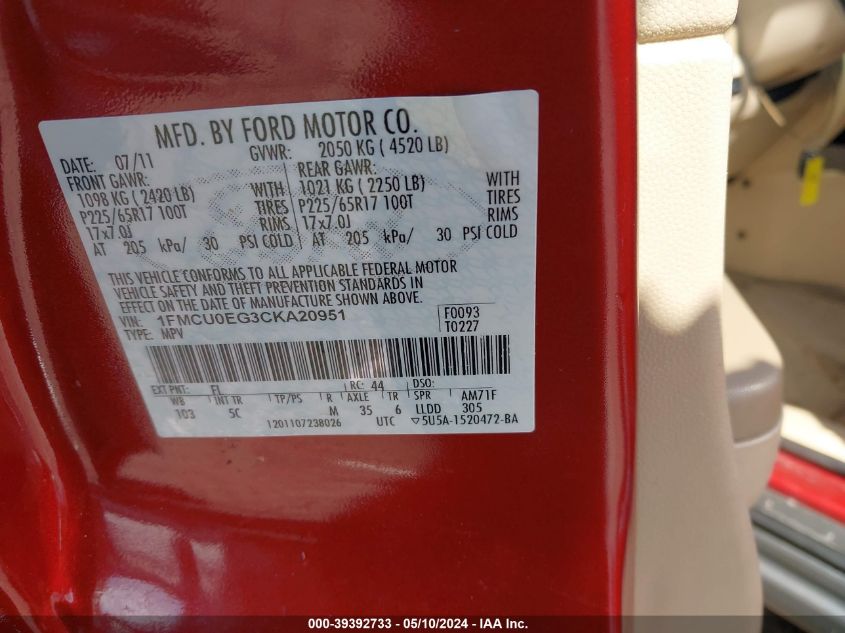 MFD. BY FORD MOTOR CO.
DATE: 07/11 GVWR: 2050 KG ( 4520 LB)
FRONT GAWR: REAR GAWR:
1098 KG ( 2420 LB) WITH 1021 KG ( 2250 LB) WITH
P225/65R17 100T TIRES P225/65R17 100T TIRES
17x7.0J RIMS 17x7.0J RIMS
AT 205 kPa/ 30 PSI COLD AT 205 kPa/ 30 PSI COLD
THIS VEHICLE CONFORMS TO ALL APPLICABLE FEDERAL MOTOR
VEHICLE SAFETY AND THEFT PREVENTION STANDARDS IN
EFFECT ON THE DATE OF MANUFACTURE SHOWN ABOVE.
VIN: 1FMCU0EG3CKA20951 F0093
TYPE: MPV T0227
EXT PNT: FL RC: 44 DSO:
WB INT TR TP/PS R AXLE TR SPR AM71F
103 5C M 35 6 LLDD 305
1201107238026 UTC ▽5U5A-1520472-BA
000-39392733 - 05/10/2024 - IAA Inc.